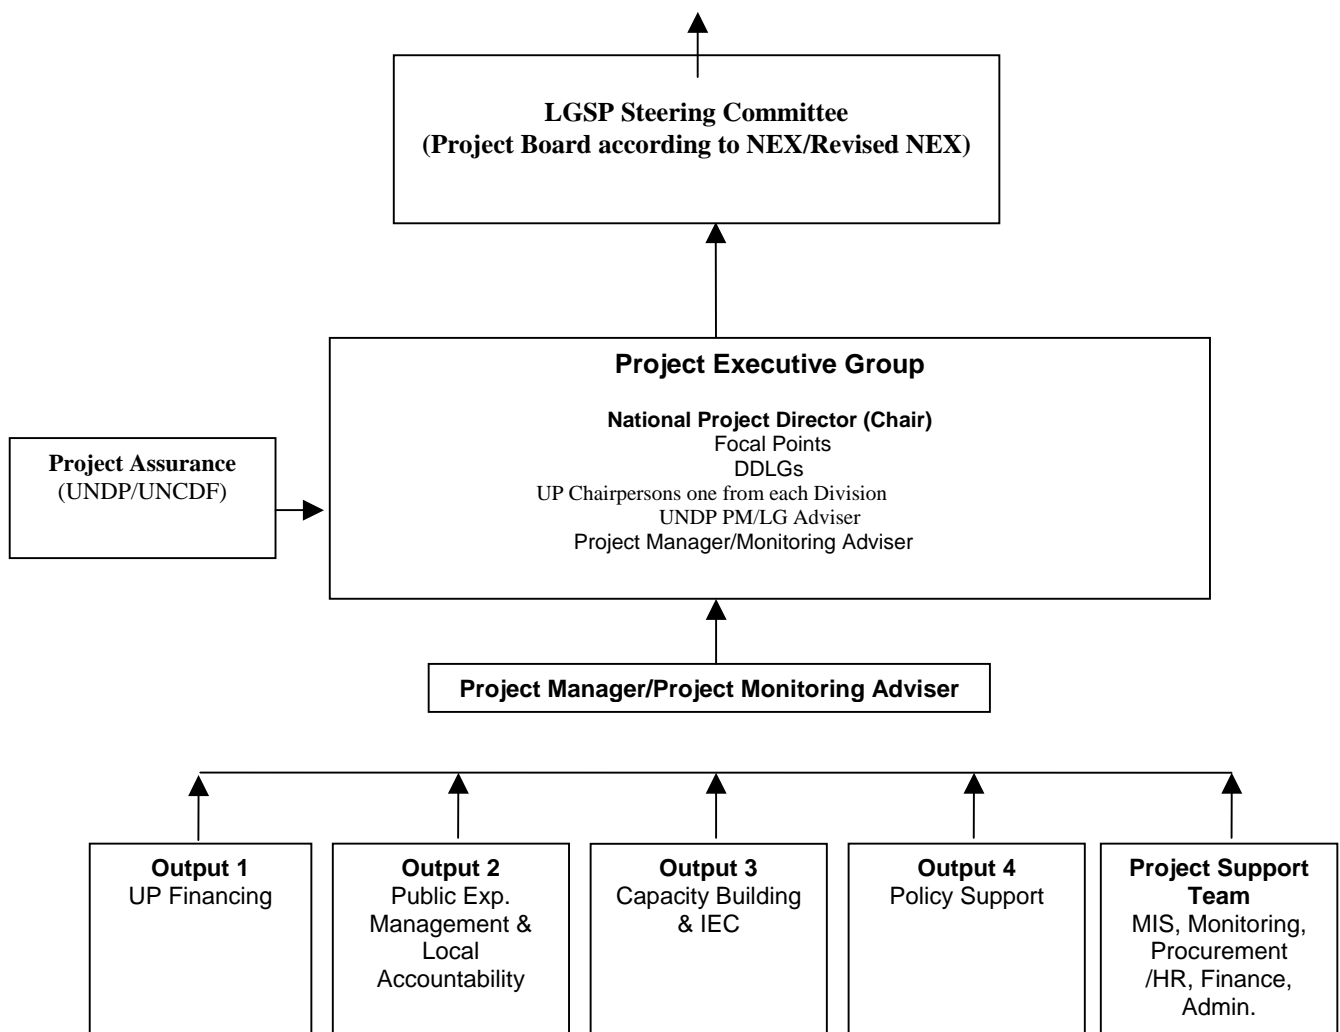 LGSP Steering Committee
(Project Board according to NEX/Revised NEX)
Project Executive Group
National Project Director (Chair)
Focal Points
DDLGs
UP Chairpersons one from each Division
UNDP PM/LG Adviser
Project Manager/Monitoring Adviser
Project Assurance
(UNDP/UNCDF)
Project Manager/Project Monitoring Adviser
Output 1
UP Financing
Output 2
Public Exp.
Management &
Local
Accountability
Output 3
Capacity Building
& IEC
Output 4
Policy Support
Project Support
Team
MIS, Monitoring,
Procurement
/HR, Finance,
Admin.